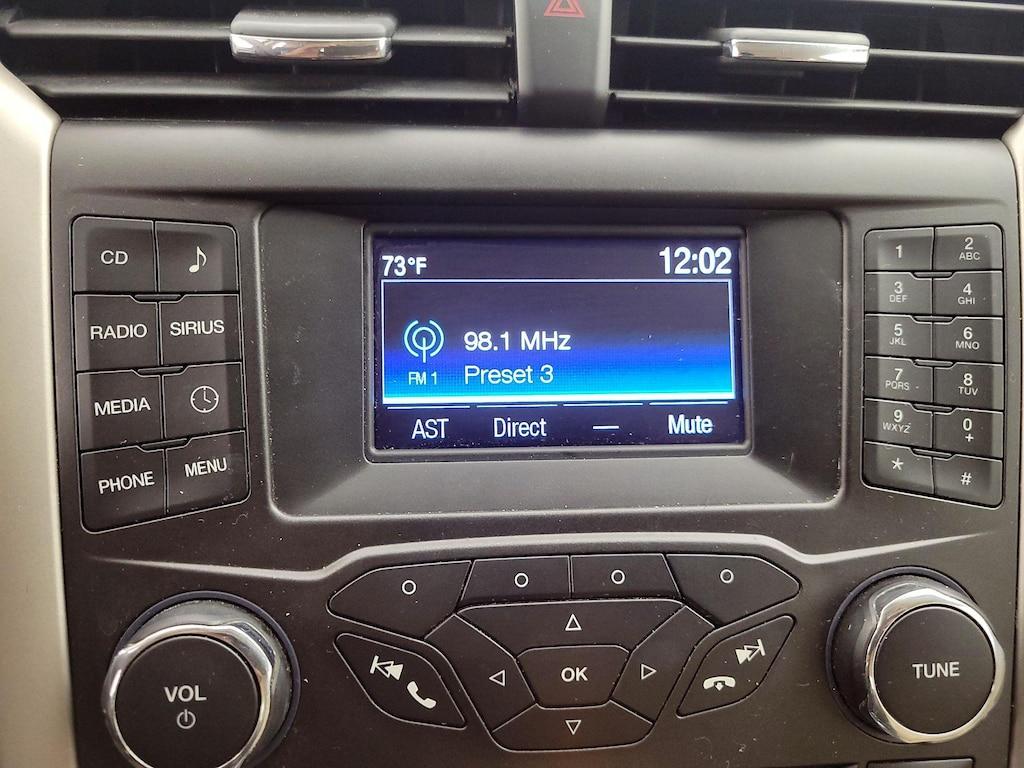 73°F 12:02
98.1 MHz
FM 1 Preset 3
AST Direct — Mute
CD
RADIO SIRIUS
MEDIA
PHONE MENU
1 2 ABC
3 DEF 4 GHI
5 JKL 6 MNO
7 PQRS 8 TUV
9 WXYZ 0 +
* #
OK
VOL
TUNE